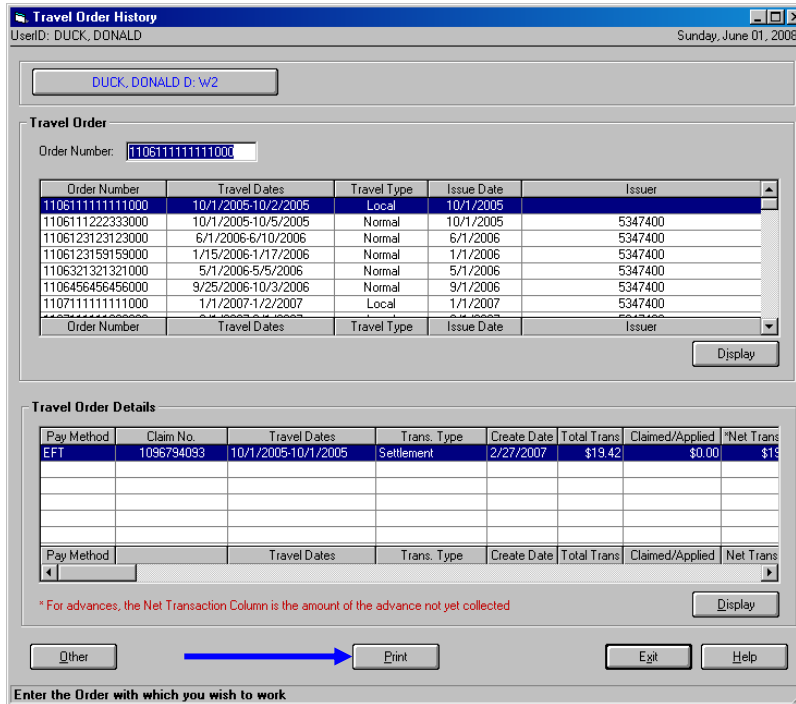 Travel Order History
UserID: DUCK, DONALD Sunday, June 01, 2008
DUCK, DONALD D: W2
Travel Order
Order Number: 1106111111111000
Order Number Travel Dates Travel Type Issue Date Issuer
1106111111111000 10/1/2005-10/2/2005 Local 10/1/2005
1106111222333000 10/1/2005-10/5/2005 Normal 10/1/2005 5347400
1106123123123000 6/1/2006-6/10/2006 Normal 6/1/2006 5347400
1106123159159000 1/15/2006-1/17/2006 Normal 1/1/2006 5347400
1106321321321000 5/1/2006-5/5/2006 Normal 5/1/2006 5347400
1106456456456000 9/25/2006-10/3/2006 Normal 9/1/2006 5347400
1107111111111000 1/1/2007-1/2/2007 Local 1/1/2007 5347400
Order Number Travel Dates Travel Type Issue Date Issuer
Display
Travel Order Details
Pay Method Claim No. Travel Dates Trans. Type Create Date Total Trans Claimed/Applied *Net Trans
EFT 1096794093 10/1/2005-10/1/2005 Settlement 2/27/2007 $19.42 $0.00 $19
Pay Method Travel Dates Trans. Type Create Date Total Trans Claimed/Applied Net Trans
* For advances, the Net Transaction Column is the amount of the advance not yet collected
Display
Other Print Exit Help
Enter the Order with which you wish to work